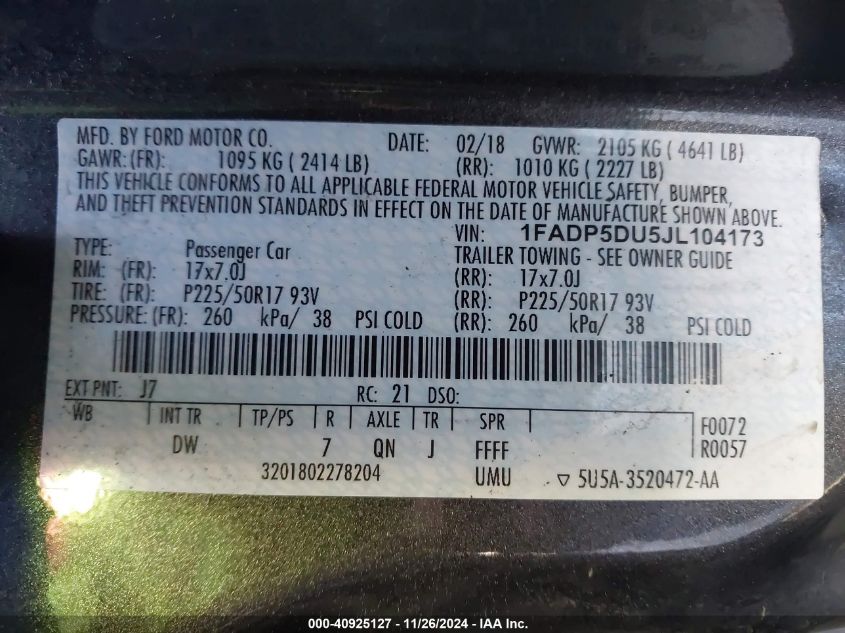 MFD. BY FORD MOTOR CO. DATE: 02/18 GVWR: 2105 KG ( 4641 LB)
GAWR:(FR): 1095 KG ( 2414 LB) (RR): 1010 KG ( 2227 LB)
THIS VEHICLE CONFORMS TO ALL APPLICABLE FEDERAL MOTOR VEHICLE SAFETY, BUMPER,
AND THEFT PREVENTION STANDARDS IN EFFECT ON THE DATE OF MANUFACTURE SHOWN ABOVE.
VIN: 1FADP5DU5JL104173
TYPE: Passenger Car TRAILER TOWING - SEE OWNER GUIDE
RIM: (FR): 17x7.0J (RR): 17x7.0J
TIRE: (FR): P225/50R17 93V (RR): P225/50R17 93V
PRESSURE: (FR): 260 kPa/ 38 PSI COLD (RR): 260 kPa/ 38 PSI COLD
EXT PNT: J7 RC: 21 DSO:
WB INT TR TP/PS R AXLE TR SPR F0072
DW 7 QN J FFFF R0057
3201802278204 UMU ▽ 5U5A-3520472-AA
000-40925127 - 11/26/2024 - IAA Inc.